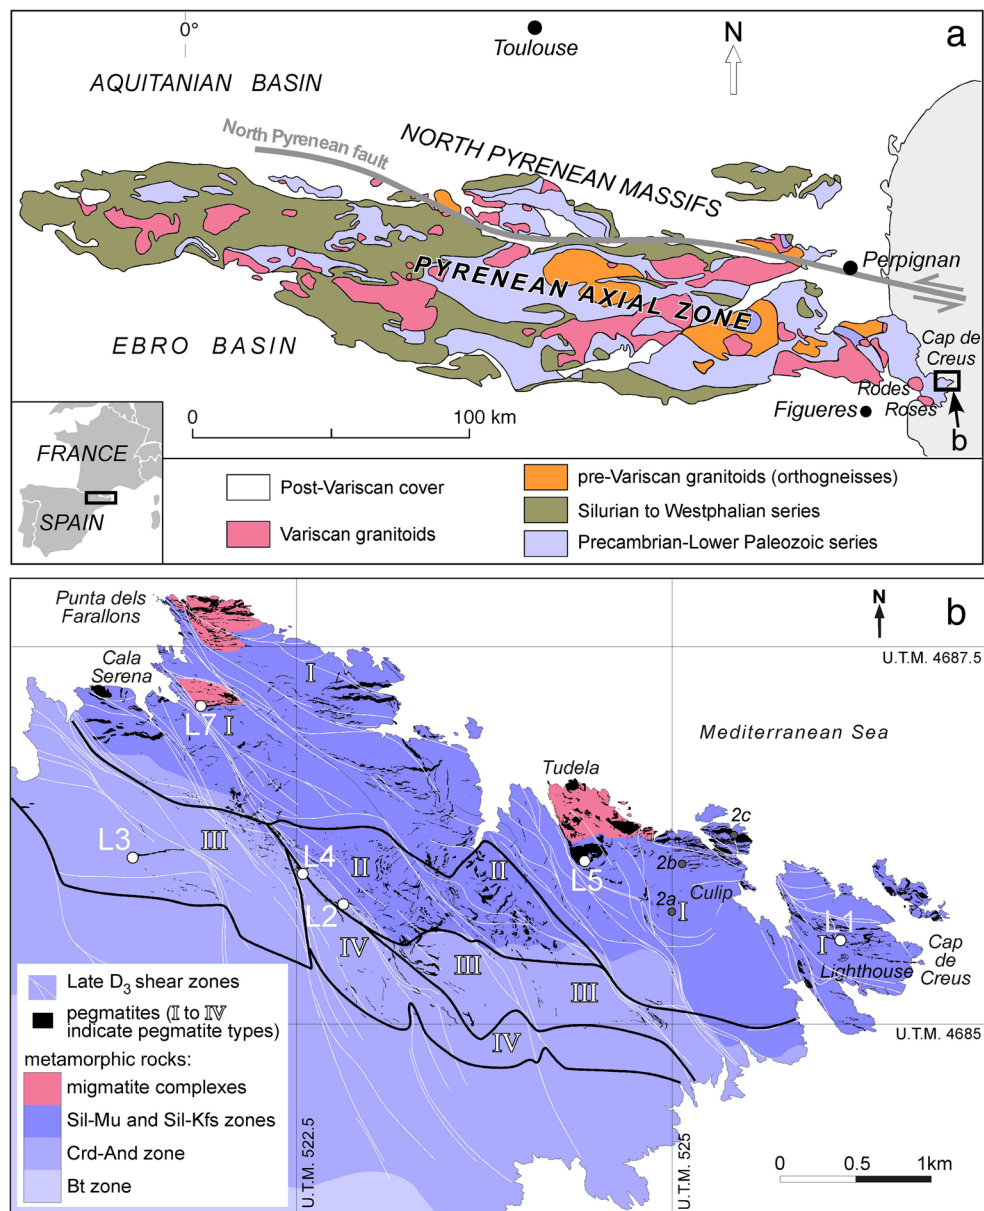 0°
Toulouse
N
a
AQUITANIAN BASIN
North Pyrenean fault
NORTH PYRENEAN MASSIFS
PYRENEAN AXIAL ZONE
Perpignan
EBRO BASIN
Cap de
Creus
Rodes
Roses
Figueres
b
0
100 km
FRANCE
SPAIN
Post-Variscan cover
Variscan granitoids
pre-Variscan granitoids (orthogneisses)
Silurian to Westphalian series
Precambrian-Lower Paleozoic series
b
N
Punta dels
Farallons
U.T.M. 4687.5
Cala
Serena
I
L7
I
Mediterranean Sea
Tudela
2c
L3
III
L4
II
II
2b
L5
Culip
2a
I
L2
L1
I
Lighthouse
Cap
de
Creus
IV
III
III
IV
U.T.M. 4685
Late D3 shear zones
pegmatites (I to IV
indicate pegmatite types)
metamorphic rocks:
migmatite complexes
Sil-Mu and Sil-Kfs zones
Crd-And zone
Bt zone
U.T.M. 522.5
U.T.M. 525
0
0.5
1km